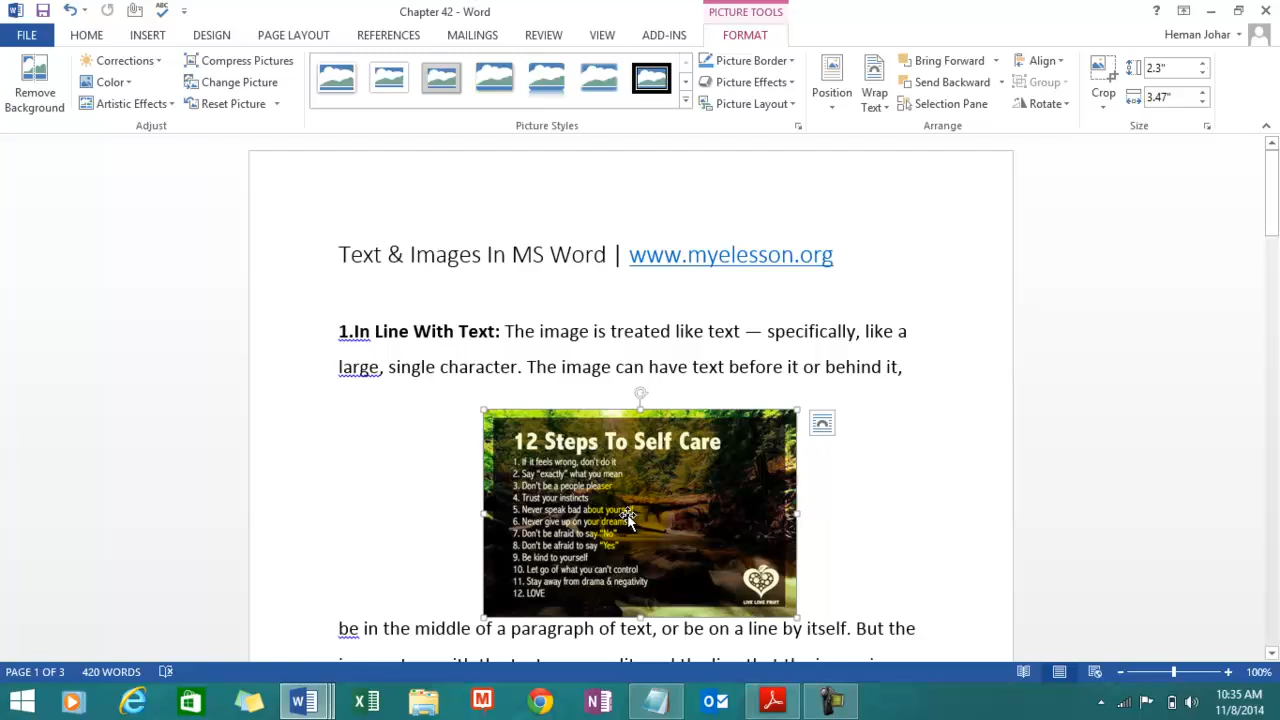 Chapter 42 - Word
PICTURE TOOLS
FILE HOME INSERT DESIGN PAGE LAYOUT REFERENCES MAILINGS REVIEW VIEW ADD-INS FORMAT
Heman Johar
Remove Background
Corrections
Color
Artistic Effects
Compress Pictures
Change Picture
Reset Picture
Adjust
Picture Styles
Picture Border
Picture Effects
Picture Layout
Position
Wrap Text
Bring Forward
Send Backward
Selection Pane
Align
Group
Rotate
Arrange
Crop
2.3"
3.47"
Size
Text & Images In MS Word | www.myelesson.org
1.In Line With Text: The image is treated like text — specifically, like a
large, single character. The image can have text before it or behind it,
12 Steps To Self Care
1. If it feels wrong, don't do it
2. Say "exactly" what you mean
3. Don't be a people pleaser
4. Trust your instincts
5. Never speak bad about yourself
6. Never give up on your dreams
7. Don't be afraid to say "No"
8. Don't be afraid to say "Yes"
9. Be kind to yourself
10. Let go of what you can't control
11. Stay away from drama & negativity
12. LOVE
LIVE LOVE FRUIT
be in the middle of a paragraph of text, or be on a line by itself. But the
PAGE 1 OF 3 420 WORDS
100%
10:35 AM
11/8/2014